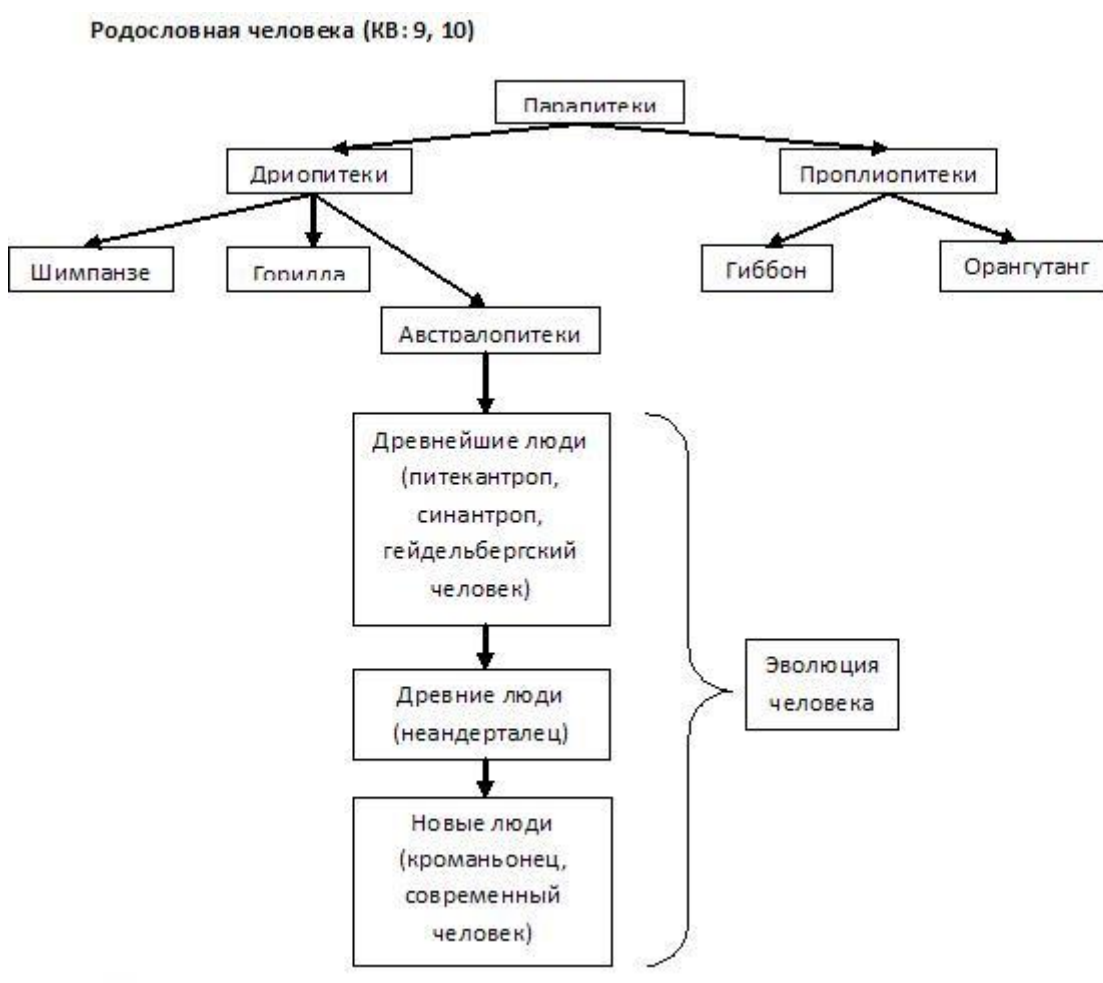 Родословная человека (КВ: 9, 10)
Парапитеки
Дриопитеки
Проплиопитеки
Шимпанзе
Горилла
Гиббон
Орангутанг
Австралопитеки
Древнейшие люди
(питекантроп,
синантроп,
гейдельбергский
человек)
Эволюция
человека
Древние люди
(неандерталец)
Новые люди
(кроманьонец,
современный
человек)